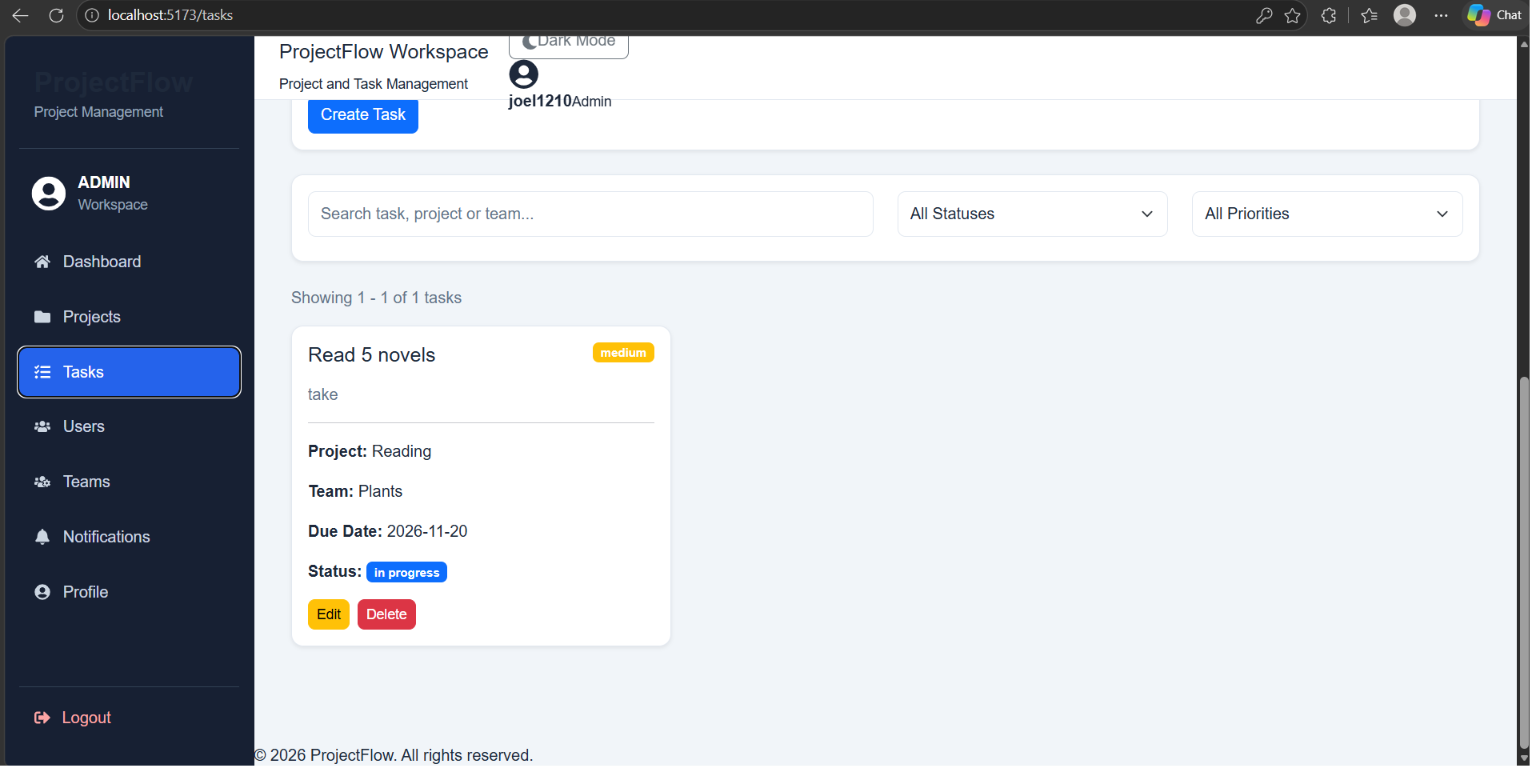 localhost:5173/tasks
Chat
ProjectFlow
Project Management
ADMIN
Workspace
Dashboard
Projects
Tasks
Users
Teams
Notifications
Profile
Logout
ProjectFlow Workspace
Project and Task Management
Dark Mode
joel1210Admin
Create Task
Search task, project or team...
All Statuses
All Priorities
Showing 1 - 1 of 1 tasks
Read 5 novels
medium
take
Project: Reading
Team: Plants
Due Date: 2026-11-20
Status: in progress
Edit Delete
© 2026 ProjectFlow. All rights reserved.